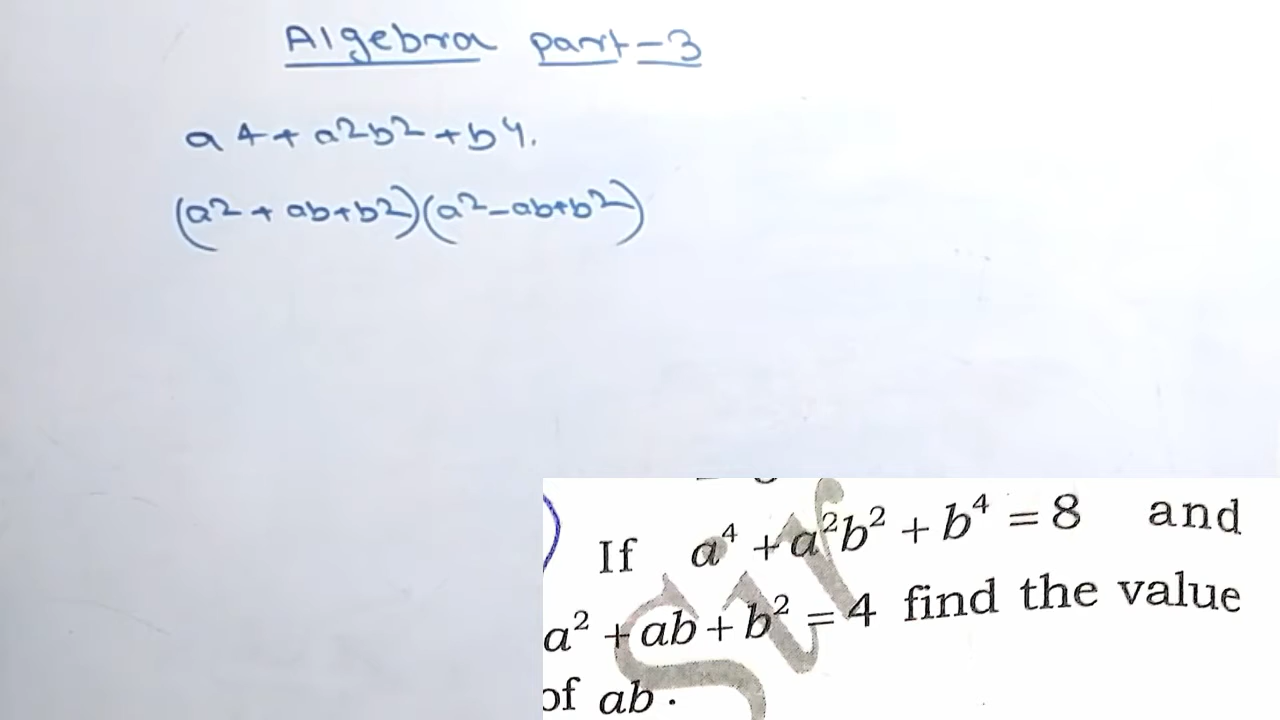 Algebra part-3
a4 + a2b2 + b4.
(a2 + ab + b2)(a2 - ab + b2)
If a⁴ + a²b² + b⁴ = 8 and
a² + ab + b² = 4 find the value
of ab.